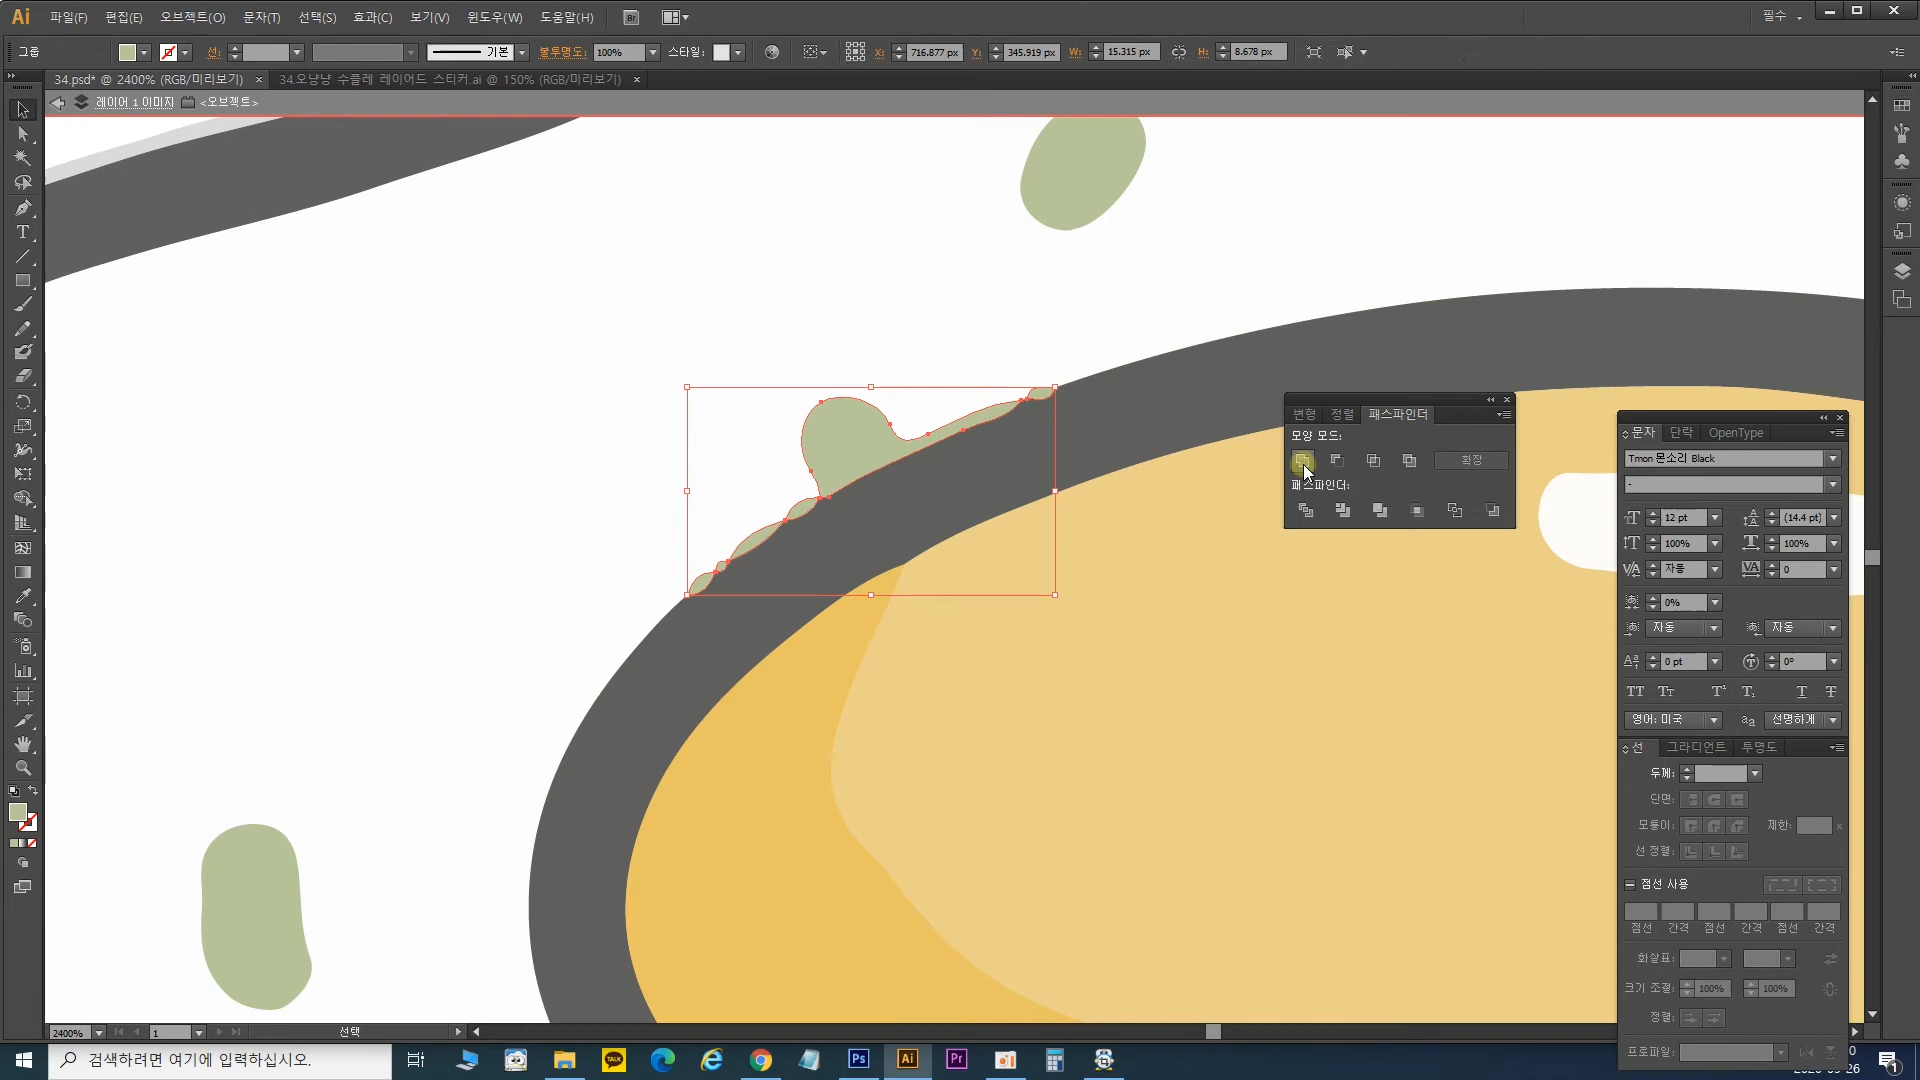 Ai 파일(F) 편집(E) 오브젝트(O) 문자(T) 선택(S) 효과(C) 보기(V) 윈도우(W) 도움말(H) Br 필수
그룹 선: 기본 불투명도: 100% 스타일: X: 716.877 px Y: 345.919 px W: 15.315 px H: 8.678 px
34.psd* @ 2400% (RGB/미리보기) × 34.오냥냥 수플레 레이어드 스티커.ai @ 150% (RGB/미리보기) ×
레이어 1 이미지 <오브젝트>
변형 정렬 패스파인더
모양 모드:
확장
패스파인더:
문자 단락 OpenType
Tmon 몬소리 Black
-
12 pt (14.4 pt)
100% 100%
자동 0
0%
자동 자동
0 pt 0°
영어: 미국 선명하게
선 그라디언트 투명도
두께:
단면:
모퉁이: 제한: x
선 정렬:
점선 사용
점선 간격 점선 간격 점선 간격
화살표:
크기 조절: 100% 100%
정렬:
프로파일:
2400% 1 선택
검색하려면 여기에 입력하십시오. TALK Ps Ai Pr 1